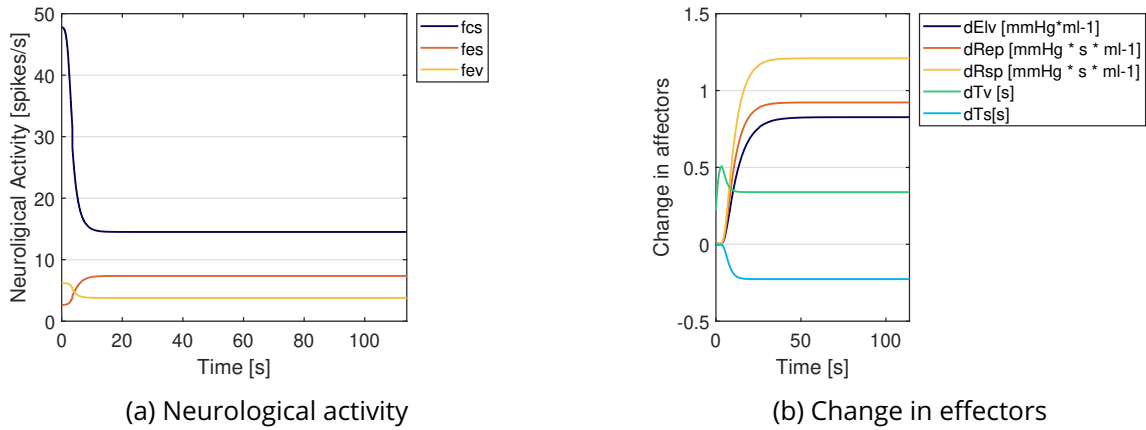 50
40
30
20
10
0
0 20 40 60 80 100
Neurological Activity [spikes/s]
Time [s]
fcs
fes
fev
(a) Neurological activity
1.5
1
0.5
0
-0.5
0 50 100
Change in affectors
Time [s]
dElv [mmHg*ml-1]
dRep [mmHg * s * ml-1]
dRsp [mmHg * s * ml-1]
dTv [s]
dTs[s]
(b) Change in effectors